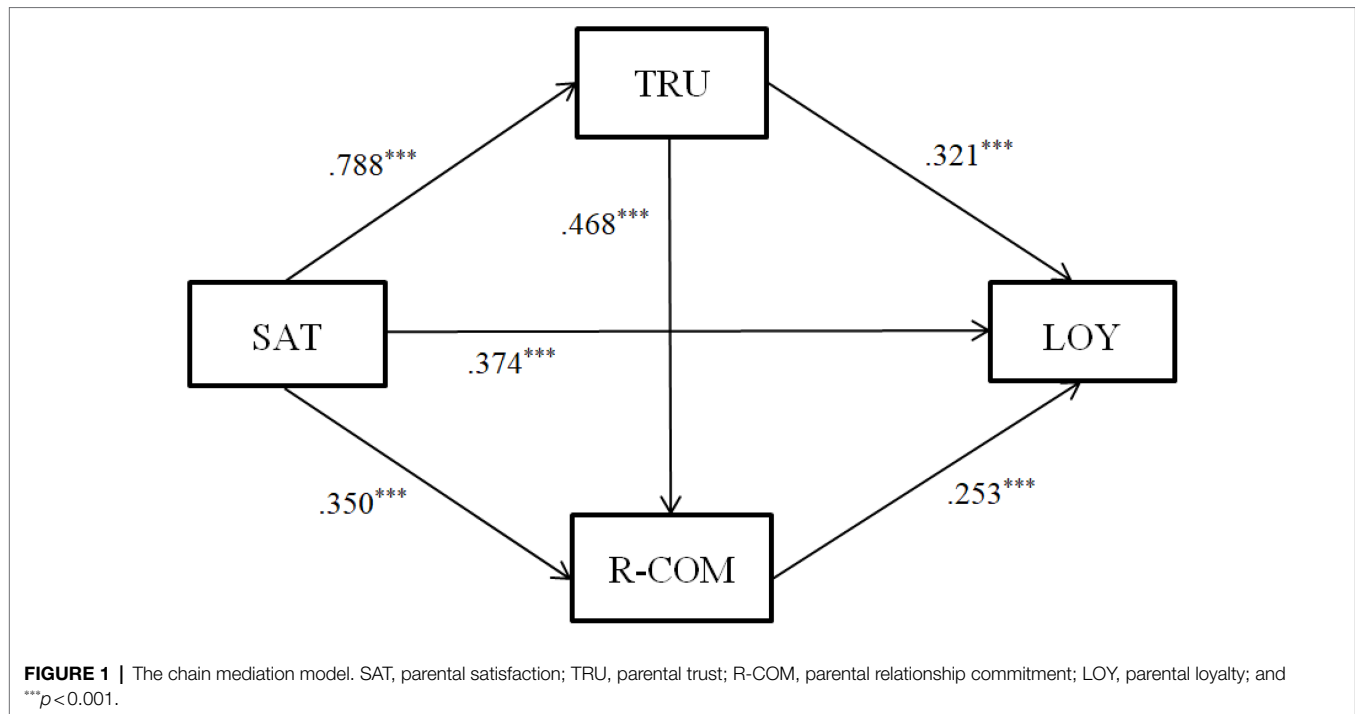 TRU
.788***
.321***
.468***
SAT
LOY
.374***
.350***
.253***
R-COM
FIGURE 1 | The chain mediation model. SAT, parental satisfaction; TRU, parental trust; R-COM, parental relationship commitment; LOY, parental loyalty; and
***p<0.001.